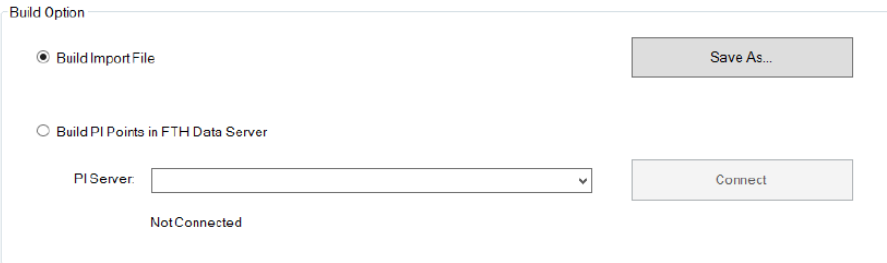 Build Option
Build Import File
Save As...
Build PI Points in FTH Data Server
PI Server:
Connect
Not Connected